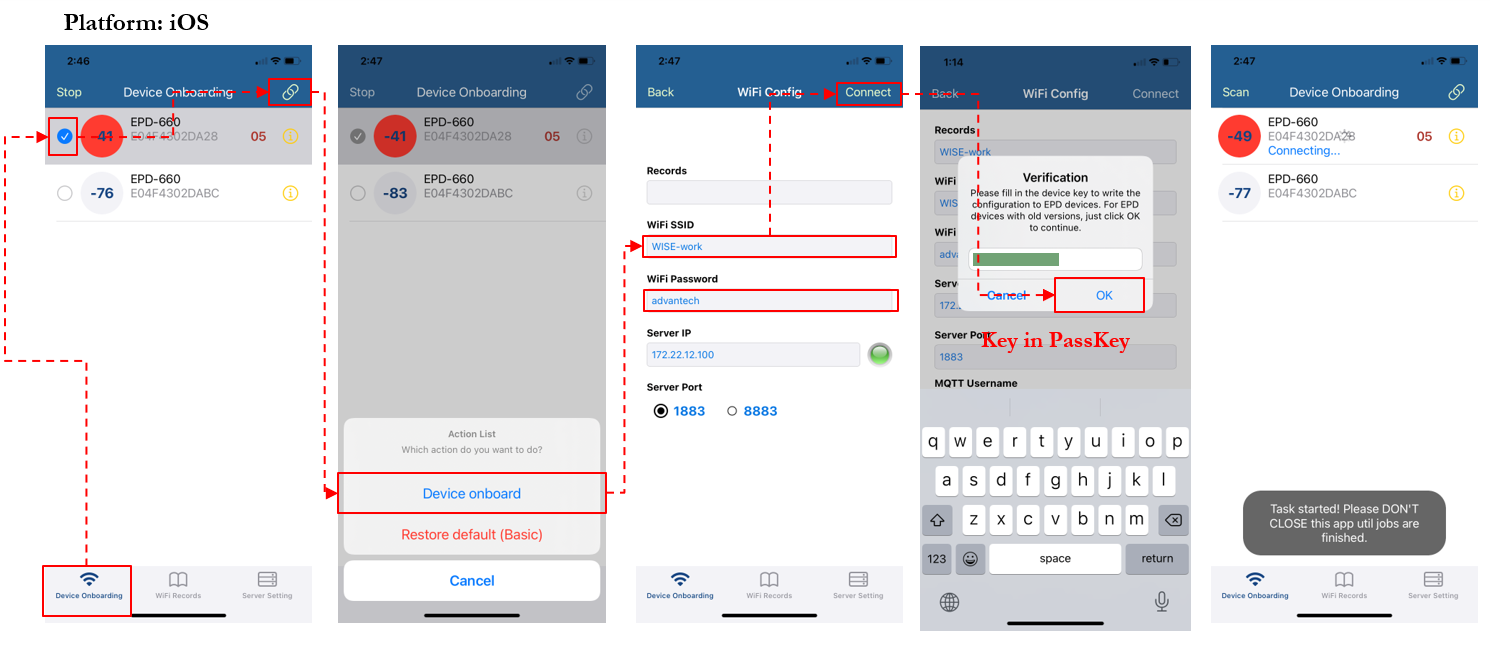 Platform: iOS
2:46
Stop
Device Onboarding
-41
EPD-660
E04F4302DA28
05
-76
EPD-660
E04F4302DABC
Device Onboarding
WiFi Records
Server Setting
2:47
Stop
Device Onboarding
-41
EPD-660
E04F4302DA28
05
-83
EPD-660
E04F4302DABC
Action List
Which action do you want to do?
Device onboard
Restore default (Basic)
Cancel
2:47
Back
WiFi Config
Connect
Records
WiFi SSID
WISE-work
WiFi Password
advantech
Server IP
172.22.12.100
Server Port
1883
8883
Device Onboarding
WiFi Records
Server Setting
1:14
Back
WiFi Config
Connect
Records
WISE-work
WiFi
WIS
WiFi
adva
Serv
172.
Server Port
1883
MQTT Username
Verification
Please fill in the device key to write the
configuration to EPD devices. For EPD
devices with old versions, just click OK
to continue.
Cancel
OK
Key in PassKey
q w e r t y u i o p
a s d f g h j k l
z x c v b n m
123
space
return
2:47
Scan
Device Onboarding
-49
EPD-660
E04F4302DA28
Connecting...
05
-77
EPD-660
E04F4302DABC
Task started! Please DON'T
CLOSE this app util jobs are
finished.
Device Onboarding
WiFi Records
Server Setting